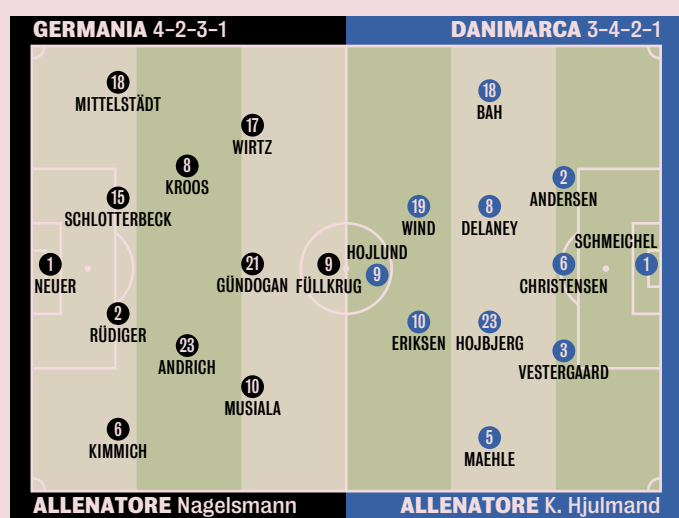 GERMANIA 4-2-3-1
DANIMARCA 3-4-2-1
18
MITTELSTÄDT
17
WIRTZ
8
KROOS
15
SCHLOTTERBECK
1
NEUER
21
GÜNDOGAN
9
FÜLLKRUG
2
RÜDIGER
23
ANDRICH
10
MUSIALA
6
KIMMICH
18
BAH
2
ANDERSEN
19
WIND
8
DELANEY
HOJLUND
9
SCHMEICHEL
1
6
CHRISTENSEN
10
ERIKSEN
23
HOJBJERG
3
VESTERGAARD
5
MAEHLE
ALLENATORE Nagelsmann
ALLENATORE K. Hjulmand